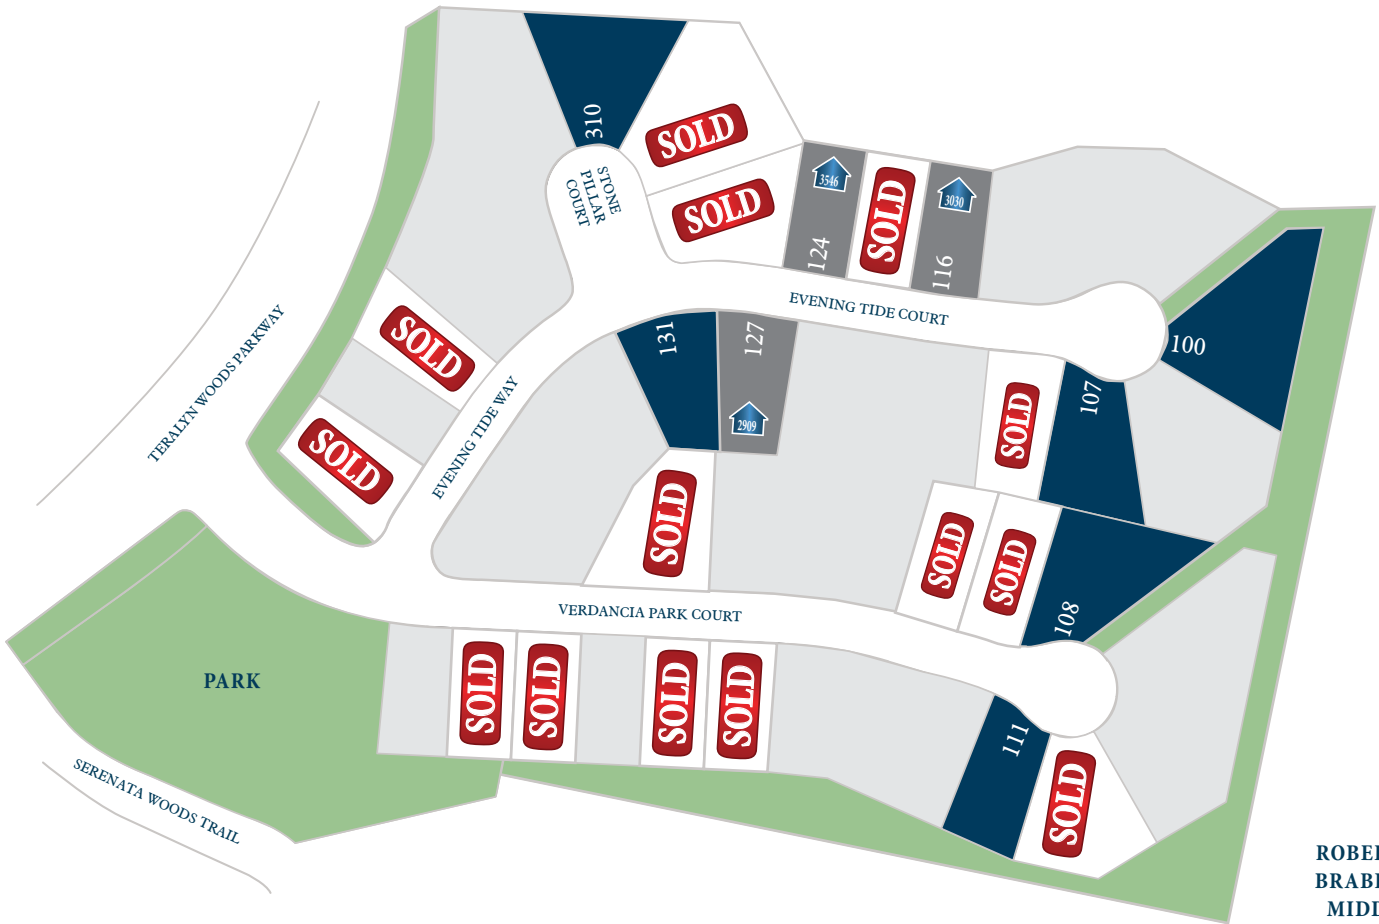 310
SOLD
STONE
PILLAR
COURT
SOLD
3546
124
SOLD
3030
116
EVENING TIDE COURT
100
TERALYN WOODS PARKWAY
SOLD
SOLD
EVENING TIDE WAY
131
127
2909
SOLD
107
SOLD
SOLD
SOLD
108
VERDANCIA PARK COURT
PARK
SOLD
SOLD
SOLD
SOLD
111
SOLD
SERENATA WOODS TRAIL